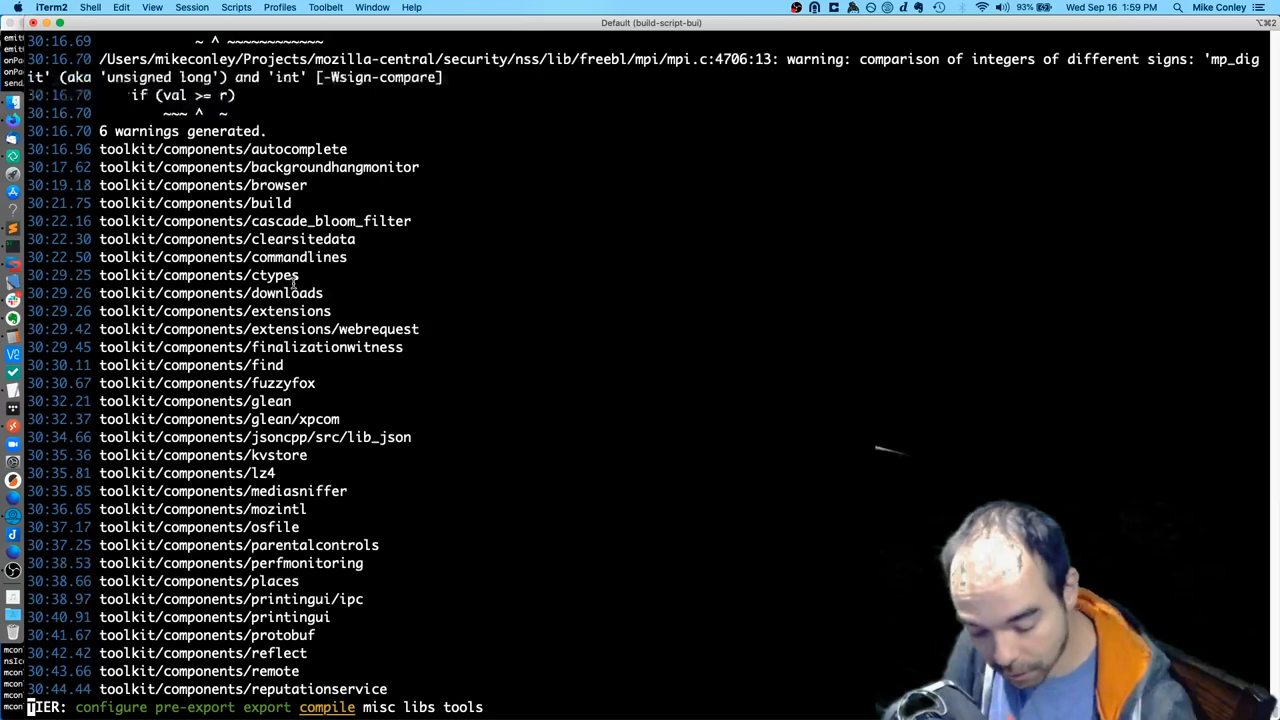 iTerm2 Shell Edit View Session Scripts Profiles Toolbelt Window Help 93% Wed Sep 16 1:59 PM Mike Conley
Default (build-script-bui) ⌥⌘2
30:16.69 ~ ^ ~~~~~~~~~~~~
30:16.70 /Users/mikeconley/Projects/mozilla-central/security/nss/lib/freebl/mpi/mpi.c:4706:13: warning: comparison of integers of different signs: 'mp_dig
it' (aka 'unsigned long') and 'int' [-Wsign-compare]
30:16.70 if (val >= r)
30:16.70 ~~~ ^ ~
30:16.70 6 warnings generated.
30:16.96 toolkit/components/autocomplete
30:17.62 toolkit/components/backgroundhangmonitor
30:19.18 toolkit/components/browser
30:21.75 toolkit/components/build
30:22.16 toolkit/components/cascade_bloom_filter
30:22.30 toolkit/components/clearsitedata
30:22.50 toolkit/components/commandlines
30:29.25 toolkit/components/ctypes
30:29.26 toolkit/components/downloads
30:29.26 toolkit/components/extensions
30:29.42 toolkit/components/extensions/webrequest
30:29.45 toolkit/components/finalizationwitness
30:30.11 toolkit/components/find
30:30.67 toolkit/components/fuzzyfox
30:32.21 toolkit/components/glean
30:32.37 toolkit/components/glean/xpcom
30:34.66 toolkit/components/jsoncpp/src/lib_json
30:35.36 toolkit/components/kvstore
30:35.81 toolkit/components/lz4
30:35.85 toolkit/components/mediasniffer
30:36.65 toolkit/components/mozintl
30:37.17 toolkit/components/osfile
30:37.25 toolkit/components/parentalcontrols
30:38.53 toolkit/components/perfmonitoring
30:38.66 toolkit/components/places
30:38.97 toolkit/components/printingui/ipc
30:40.91 toolkit/components/printingui
30:41.67 toolkit/components/protobuf
30:42.42 toolkit/components/reflect
30:43.66 toolkit/components/remote
30:44.44 toolkit/components/reputationservice
TIER: configure pre-export export compile misc libs tools